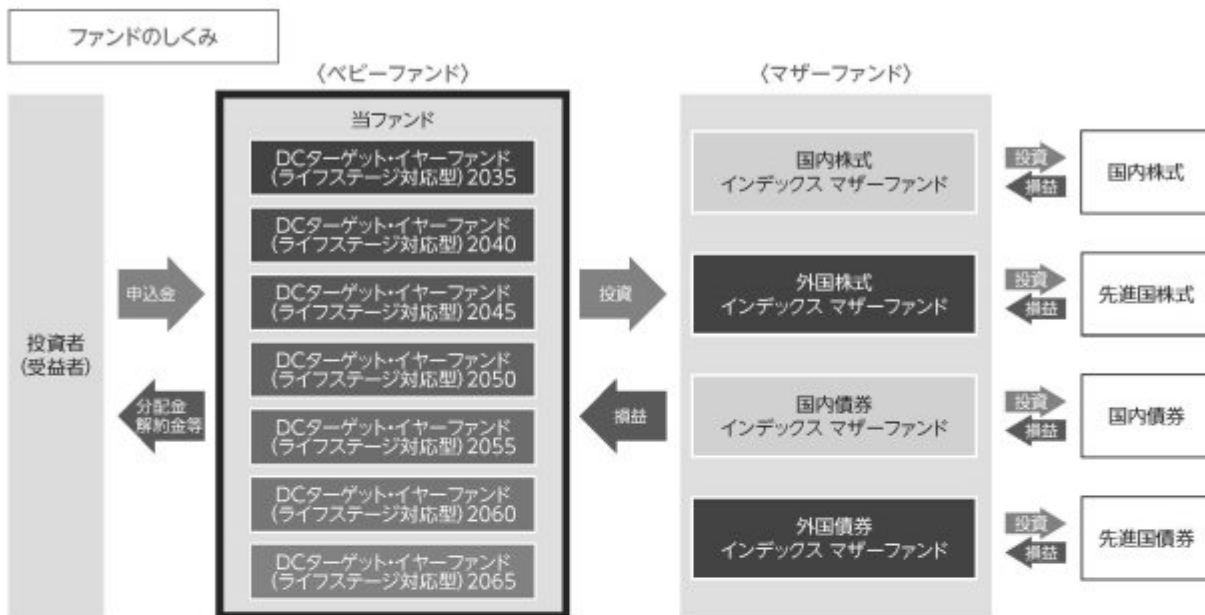 ファンドのしくみ
〈ベビーファンド〉
〈マザーファンド〉
投資者
(受益者)
申込金
分配金
解約金等
当ファンド
DCターゲット・イヤーファンド
(ライフステージ対応型)2035
DCターゲット・イヤーファンド
(ライフステージ対応型)2040
DCターゲット・イヤーファンド
(ライフステージ対応型)2045
DCターゲット・イヤーファンド
(ライフステージ対応型)2050
DCターゲット・イヤーファンド
(ライフステージ対応型)2055
DCターゲット・イヤーファンド
(ライフステージ対応型)2060
DCターゲット・イヤーファンド
(ライフステージ対応型)2065
投資
損益
国内株式
インデックス マザーファンド
投資
損益
国内株式
外国株式
インデックス マザーファンド
投資
損益
先進国株式
国内債券
インデックス マザーファンド
投資
損益
国内債券
外国債券
インデックス マザーファンド
投資
損益
先進国債券